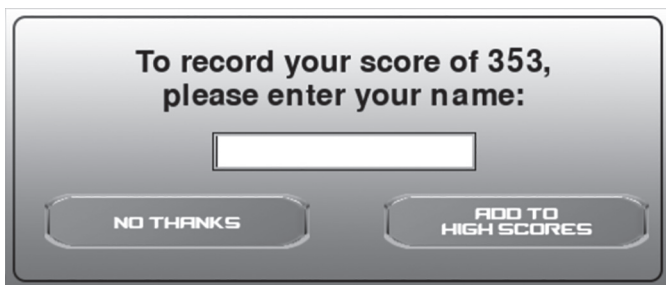 To record your score of 353,
please enter your name:
NO THANKS
ADD TO
HIGH SCORES